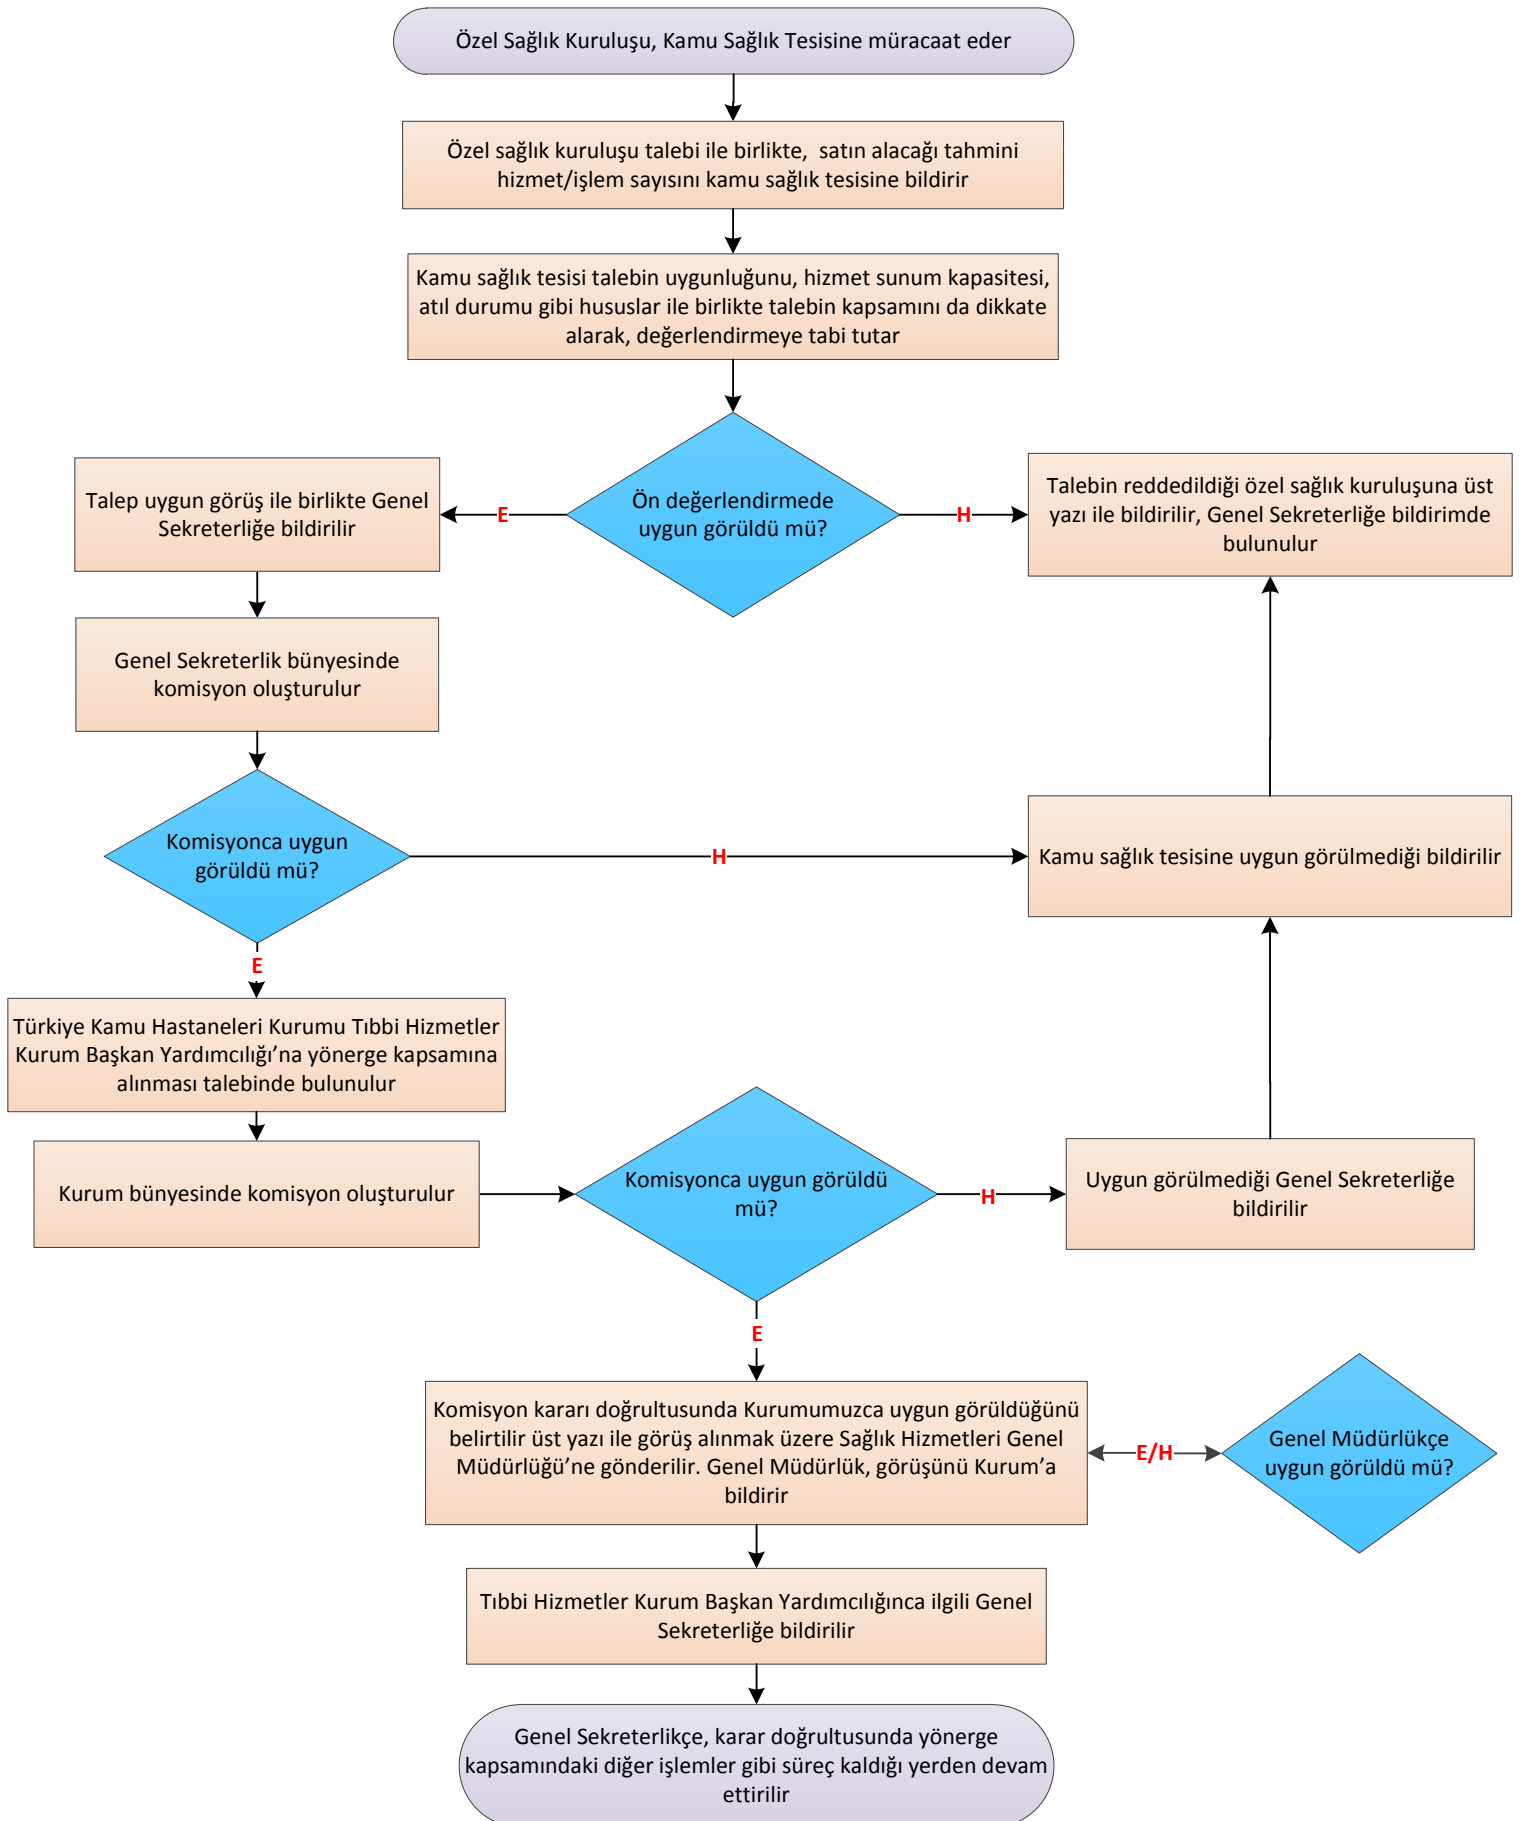 Özel Sağlık Kuruluşu, Kamu Sağlık Tesisine müracaat eder
Özel sağlık kuruluşu talebi ile birlikte, satın alacağı tahmini
hizmet/işlem sayısını kamu sağlık tesisine bildirir
Kamu sağlık tesisi talebin uygunluğunu, hizmet sunum kapasitesi,
atıl durumu gibi hususlar ile birlikte talebin kapsamını da dikkate
alarak, değerlendirmeye tabi tutar
Talep uygun görüş ile birlikte Genel
Sekreterliğe bildirilir
E
Ön değerlendirmede
uygun görüldü mü?
H
Talebin reddedildiği özel sağlık kuruluşuna üst
yazı ile bildirilir, Genel Sekreterliğe bildirimde
bulunulur
Genel Sekreterlik bünyesinde
komisyon oluşturulur
Komisyonca uygun
görüldü mü?
H
Kamu sağlık tesisine uygun görülmediği bildirilir
E
Türkiye Kamu Hastaneleri Kurumu Tıbbi Hizmetler
Kurum Başkan Yardımcılığı’na yönerge kapsamına
alınması talebinde bulunulur
Kurum bünyesinde komisyon oluşturulur
Komisyonca uygun görüldü
mü?
H
Uygun görülmediği Genel Sekreterliğe
bildirilir
E
Komisyon kararı doğrultusunda Kurumumuzca uygun görüldüğünü
belirtilir üst yazı ile görüş alınmak üzere Sağlık Hizmetleri Genel
Müdürlüğü’ne gönderilir. Genel Müdürlük, görüşünü Kurum’a
bildirir
E/H
Genel Müdürlükçe
uygun görüldü mü?
Tıbbi Hizmetler Kurum Başkan Yardımcılığınca ilgili Genel
Sekreterliğe bildirilir
Genel Sekreterlikçe, karar doğrultusunda yönerge
kapsamındaki diğer işlemler gibi süreç kaldığı yerden devam
ettirilir